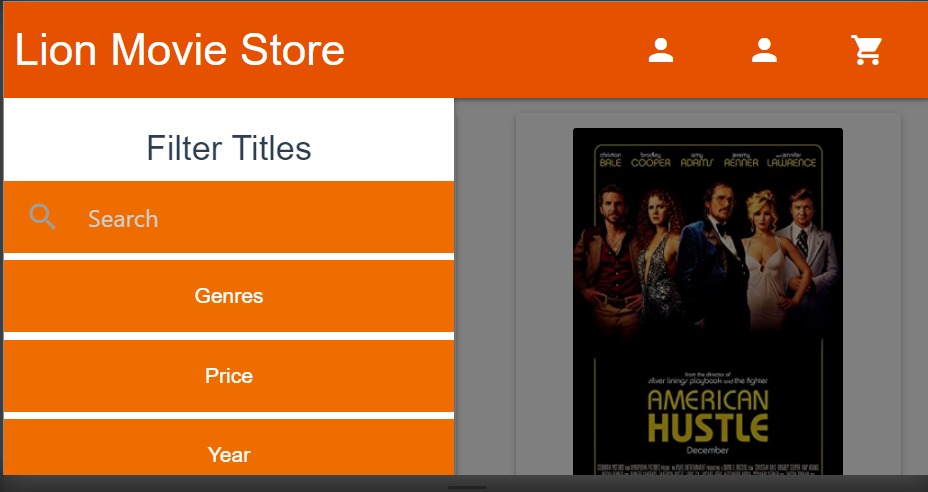 Lion Movie Store
Filter Titles
Search
Genres
Price
Year
christian bradley amy jeremy and jennifer
BALE COOPER ADAMS RENNER LAWRENCE
from the director of
silver linings playbook and the fighter
AMERICAN
HUSTLE
December